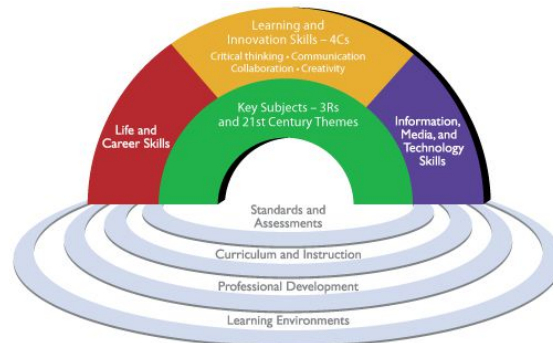 Learning and
Innovation Skills – 4Cs
Critical thinking • Communication
Collaboration • Creativity
Key Subjects – 3Rs
and 21st Century Themes
Life and
Career Skills
Information,
Media, and
Technology
Skills
Standards and
Assessments
Curriculum and Instruction
Professional Development
Learning Environments